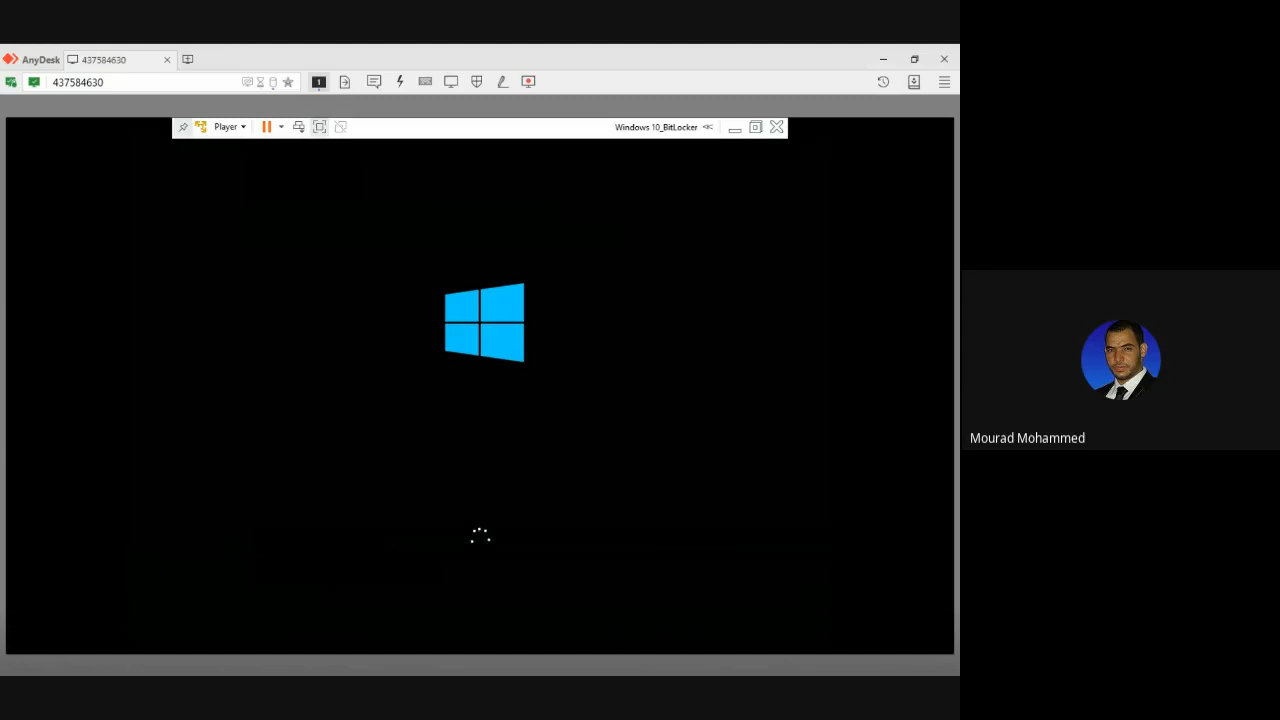 AnyDesk
437584630
437584630
1
Player
Windows 10_BitLocker
Mourad Mohammed